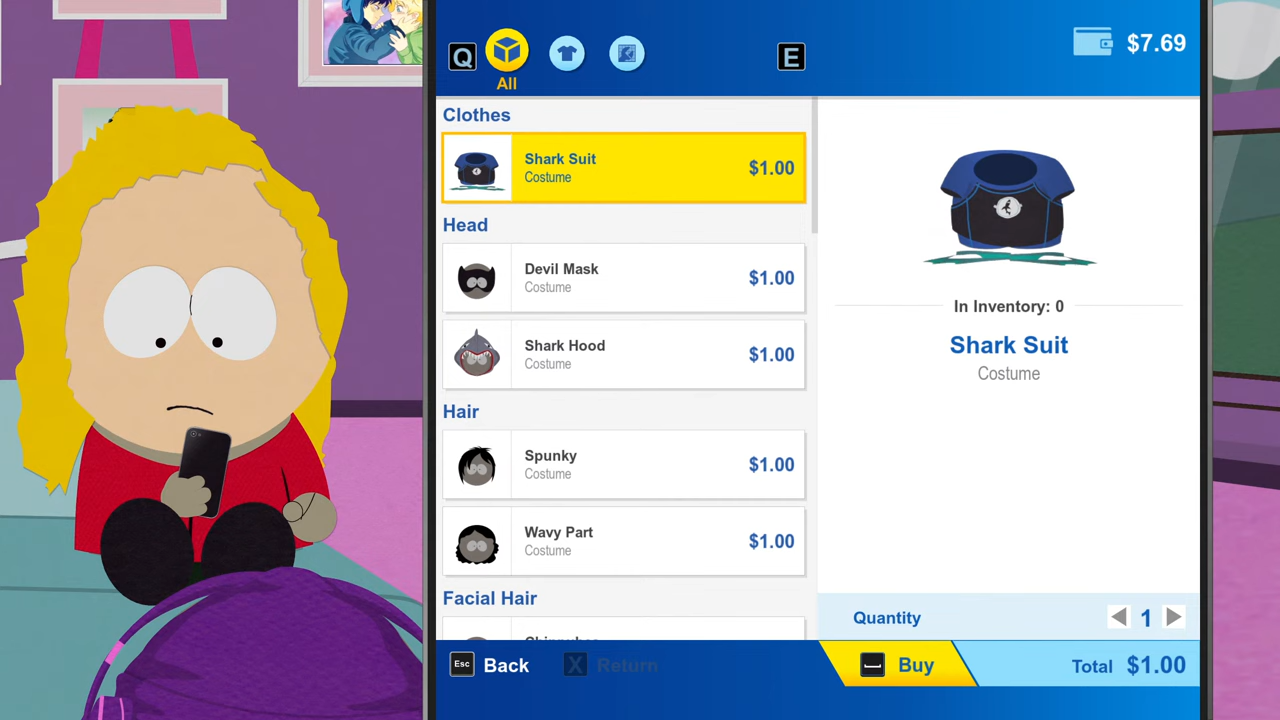 Q
E
$7.69
All
Clothes
Shark Suit
Costume
$1.00
Head
Devil Mask
Costume
$1.00
Shark Hood
Costume
$1.00
Hair
Spunky
Costume
$1.00
Wavy Part
Costume
$1.00
Facial Hair
In Inventory: 0
Shark Suit
Costume
Quantity
1
Esc Back
X Return
Buy
Total $1.00